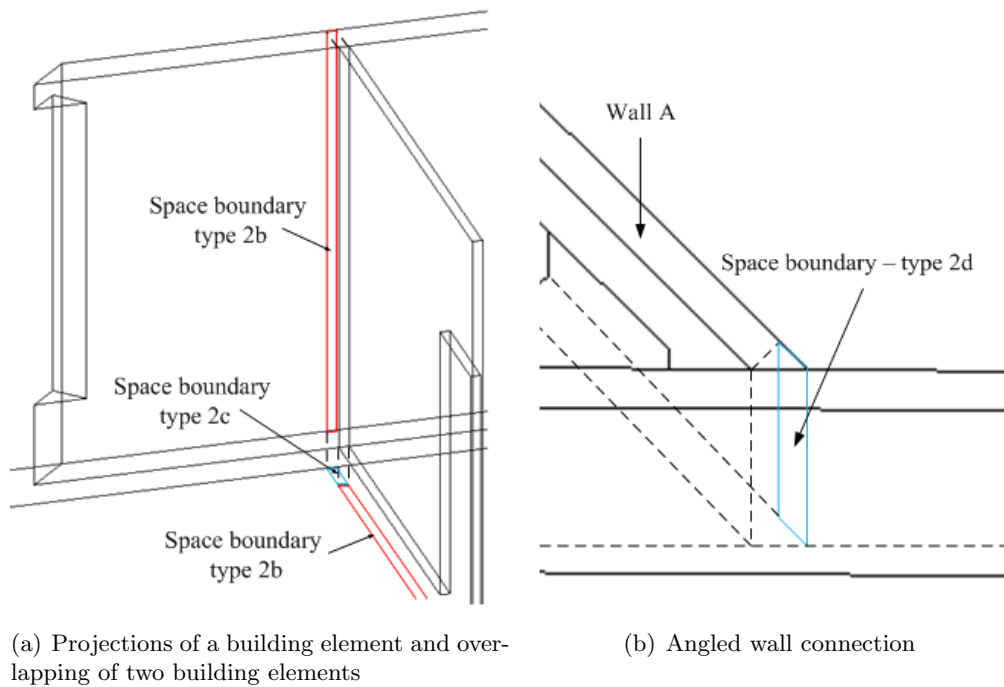 Space boundary
type 2b
Space boundary
type 2c
Space boundary
type 2b
(a) Projections of a building element and over-
lapping of two building elements
Wall A
Space boundary – type 2d
(b) Angled wall connection